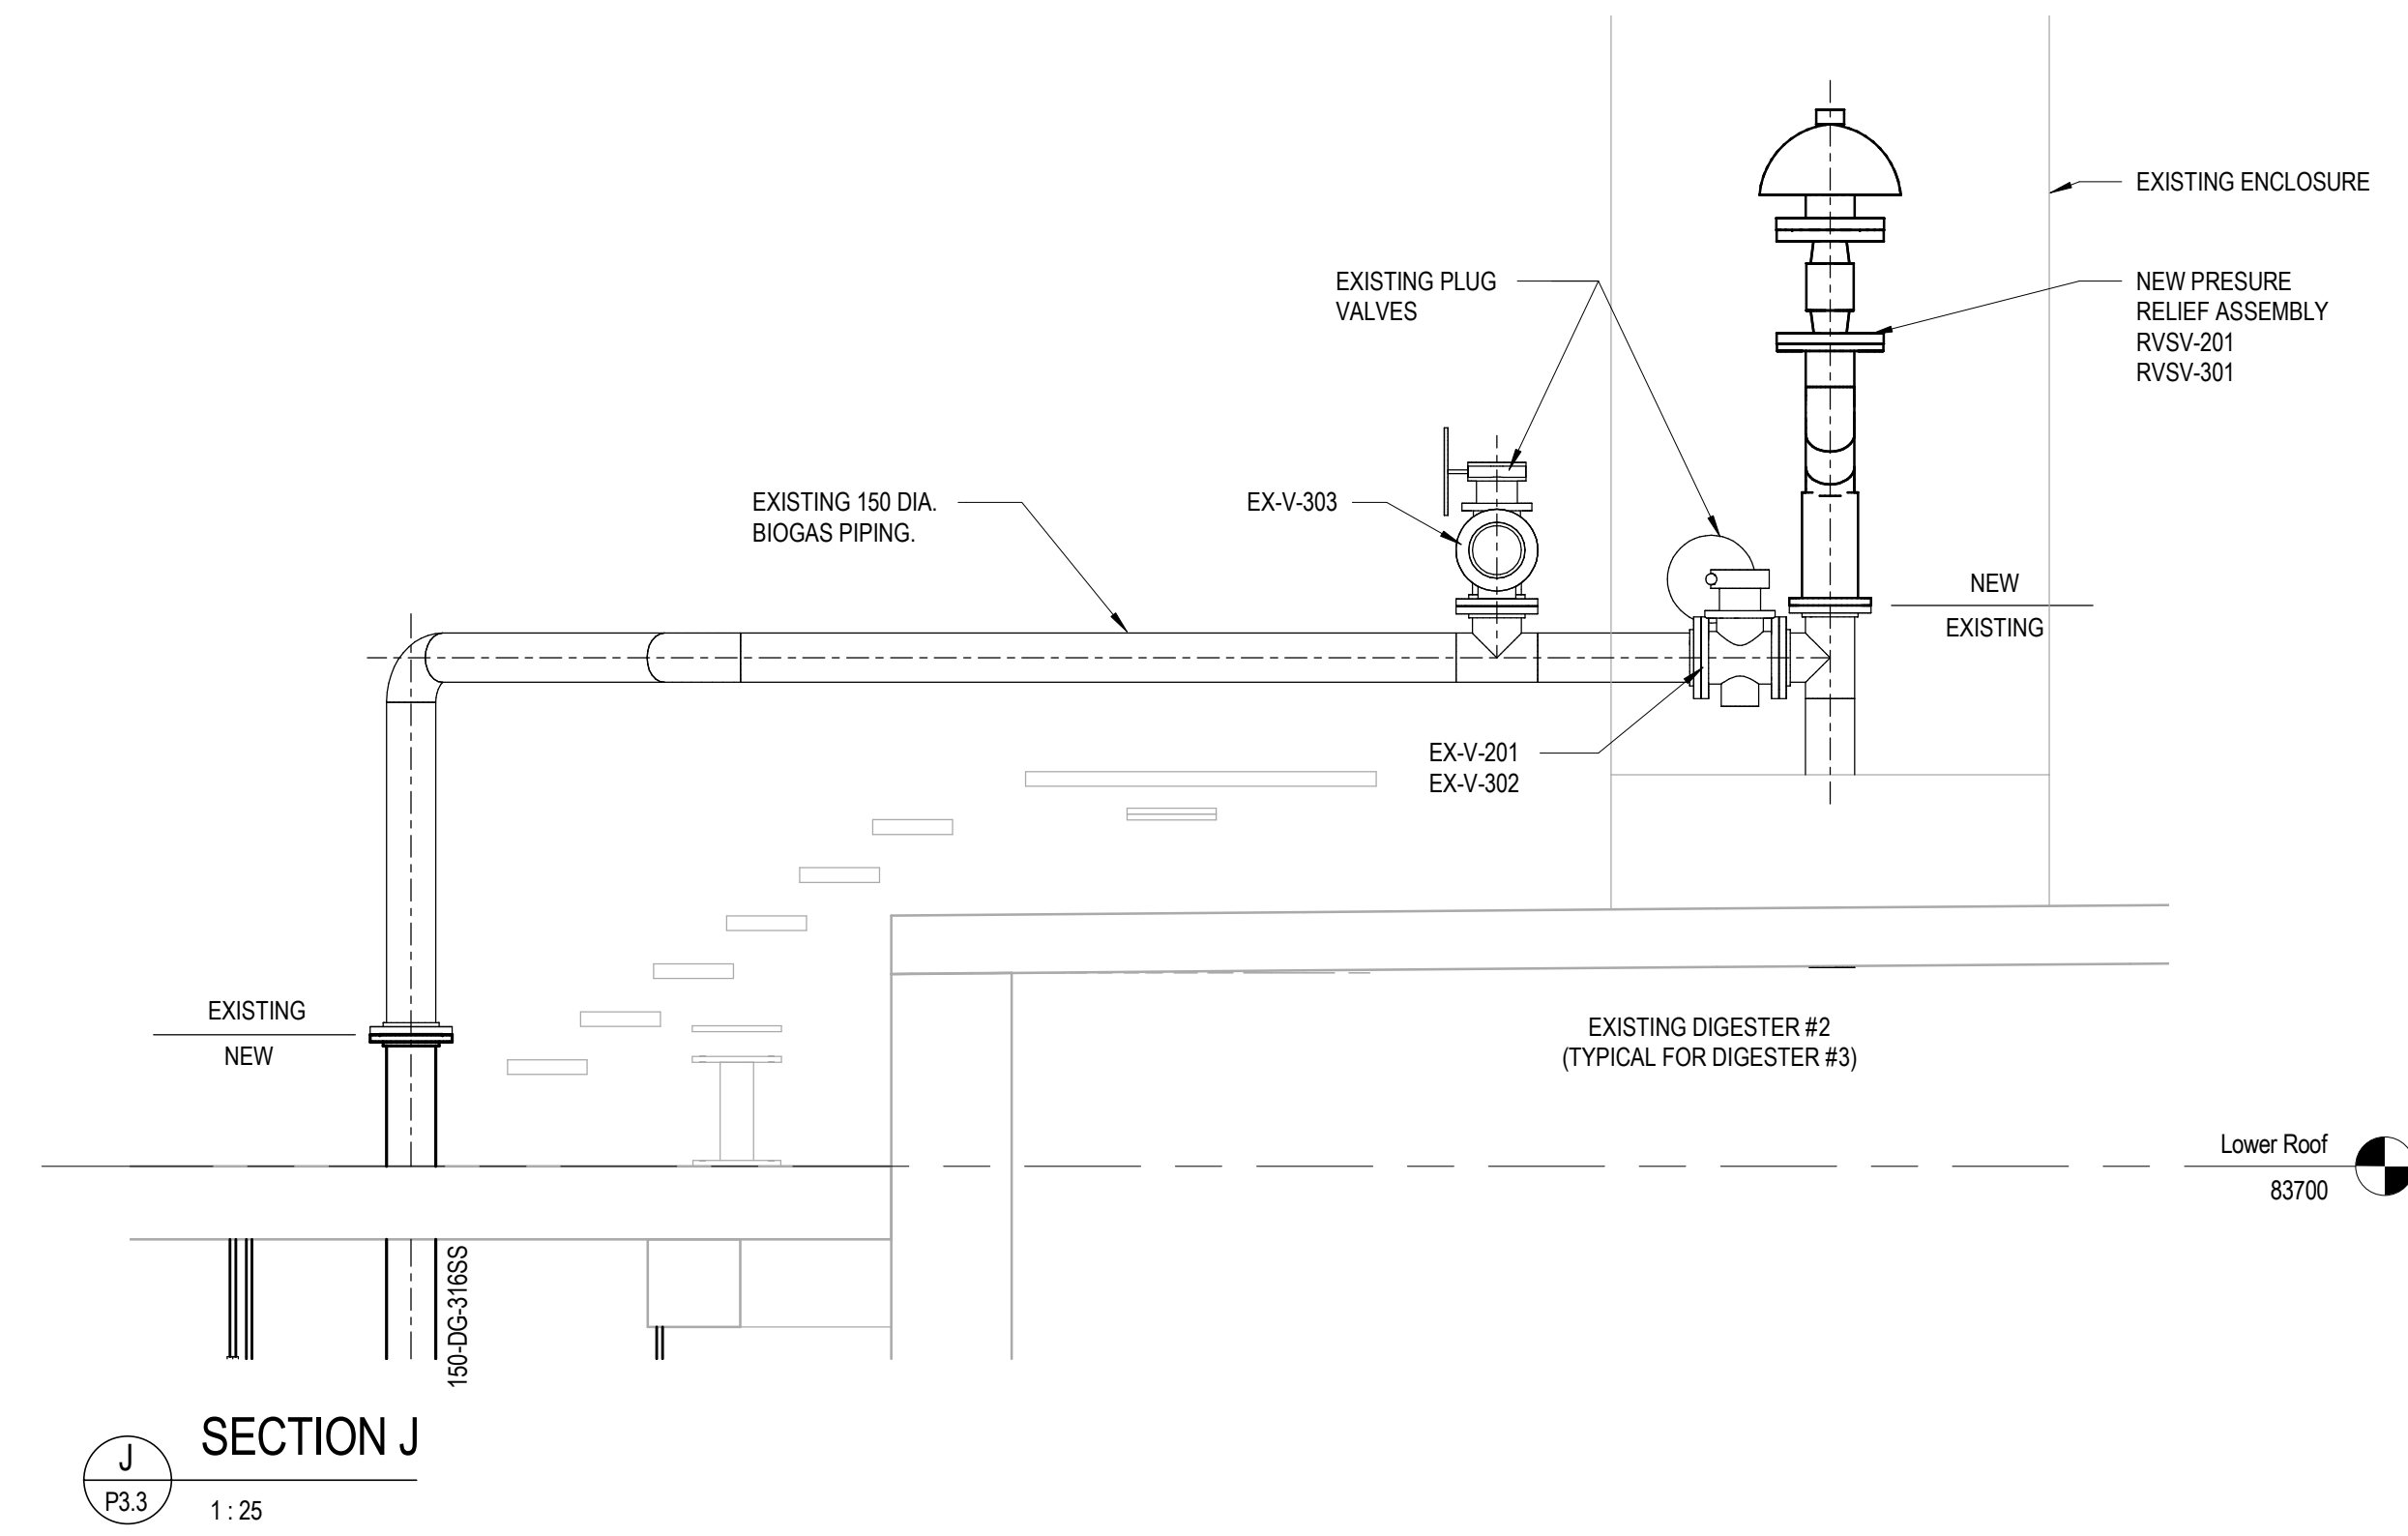 EXISTING ENCLOSURE
EXISTING PLUG
VALVES
NEW PRESURE
RELIEF ASSEMBLY
RVSV-201
RVSV-301
EXISTING 150 DIA.
BIOGAS PIPING.
EX-V-303
NEW
EXISTING
EX-V-201
EX-V-302
EXISTING
NEW
EXISTING DIGESTER #2
(TYPICAL FOR DIGESTER #3)
Lower Roof
83700
150-DG-316SS
J
P3.3
SECTION J
1 : 25